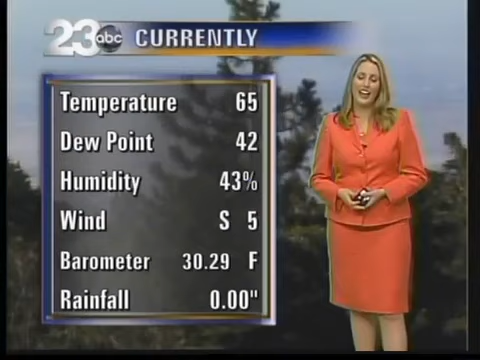 23 abc CURRENTLY
Temperature 65
Dew Point 42
Humidity 43%
Wind S 5
Barometer 30.29 F
Rainfall 0.00"